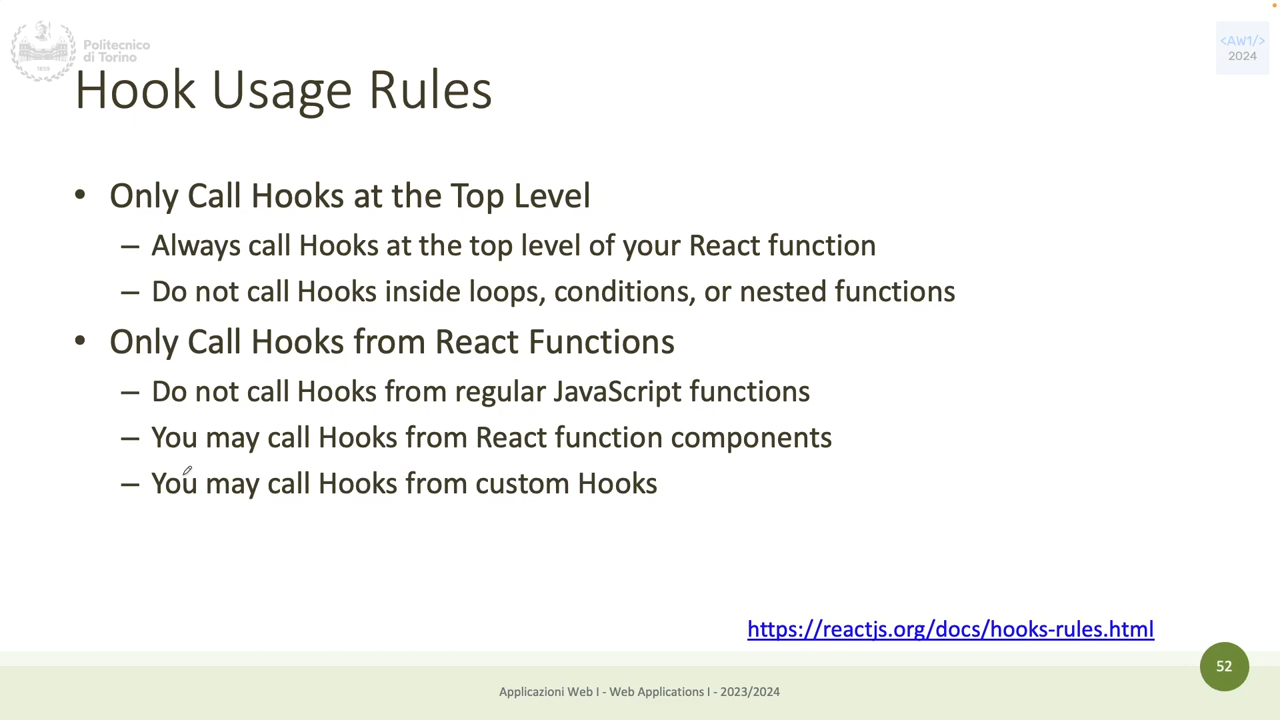 Politecnico
di Torino
1859
<AW1/>
2024
Hook Usage Rules
• Only Call Hooks at the Top Level
– Always call Hooks at the top level of your React function
– Do not call Hooks inside loops, conditions, or nested functions
• Only Call Hooks from React Functions
– Do not call Hooks from regular JavaScript functions
– You may call Hooks from React function components
– You may call Hooks from custom Hooks
https://reactjs.org/docs/hooks-rules.html
52
Applicazioni Web I - Web Applications I - 2023/2024